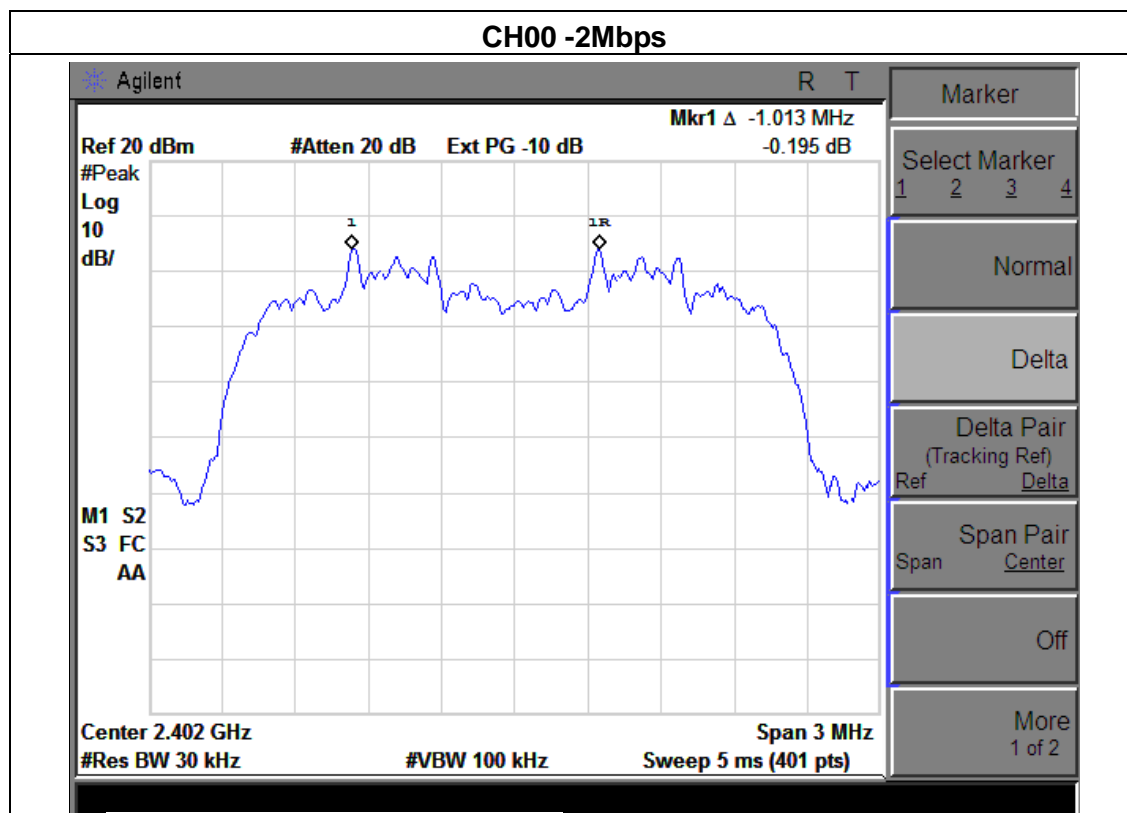 CH00 -2Mbps
Agilent R T
Mkr1 Δ -1.013 MHz
Ref 20 dBm #Atten 20 dB Ext PG -10 dB -0.195 dB
#Peak
Log
10
dB/
1 1R
M1 S2
S3 FC
AA
Center 2.402 GHz Span 3 MHz
#Res BW 30 kHz #VBW 100 kHz Sweep 5 ms (401 pts)
Marker
Select Marker
1 2 3 4
Normal
Delta
Delta Pair
(Tracking Ref)
Ref Delta
Span Pair
Span Center
Off
More
1 of 2